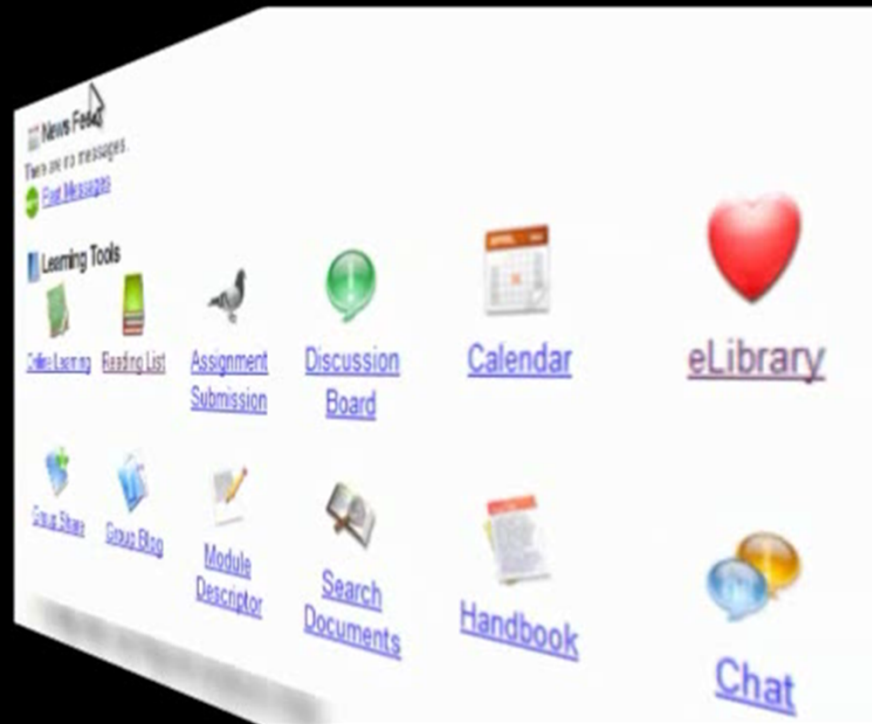 News Feed
There are no messages.
Past Messages
Learning Tools
Online Learning
Reading List
Assignment
Submission
Discussion
Board
Calendar
eLibrary
Group Share
Group Blog
Module
Descriptor
Search
Documents
Handbook
Chat